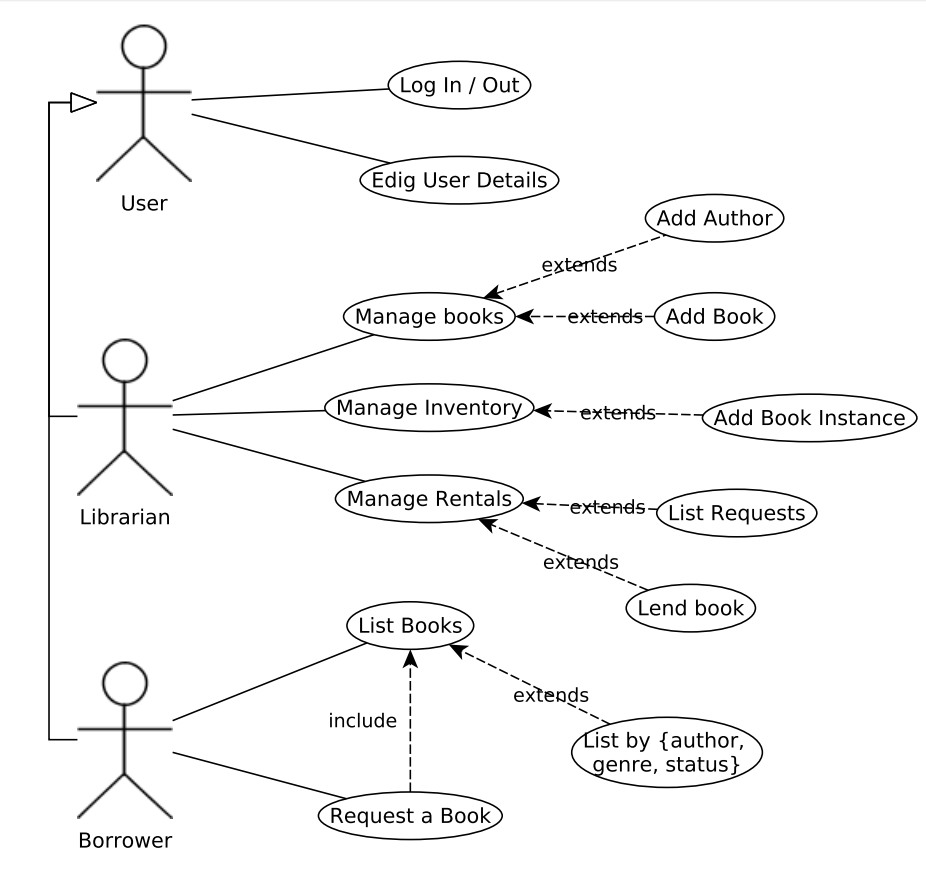 Log In / Out
Edig User Details
User
Add Author
extends
Manage books
extends
Add Book
Manage Inventory
extends
Add Book Instance
Manage Rentals
extends
List Requests
Librarian
extends
Lend book
List Books
extends
include
List by {author,
genre, status}
Request a Book
Borrower